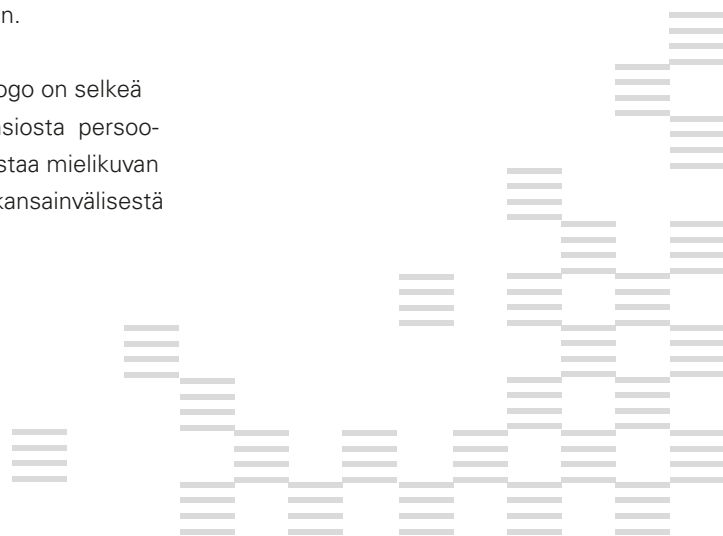 n.
ogo on selkeä
siosta persoo-
staa mielikuvan
kansainvälisestä